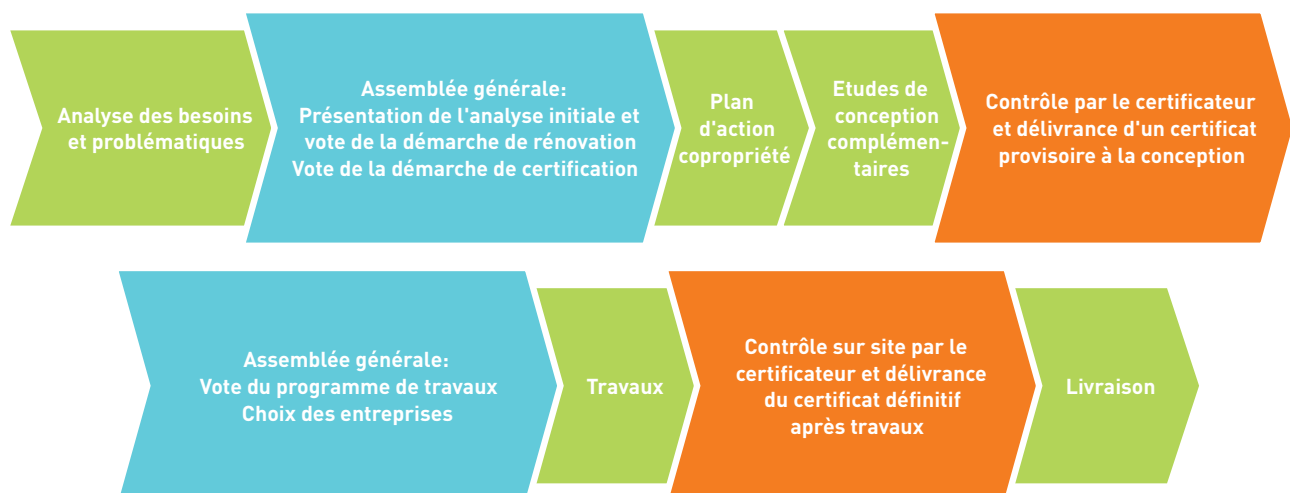 Analyse des besoins
et problématiques
Assemblée générale:
Présentation de l'analyse initiale et
vote de la démarche de rénovation
Vote de la démarche de certification
Plan
d'action
copropriété
Etudes de
conception
complémen-
taires
Contrôle par le certificateur
et délivrance d'un certificat
provisoire à la conception
Assemblée générale:
Vote du programme de travaux
Choix des entreprises
Travaux
Contrôle sur site par le
certificateur et délivrance
du certificat définitif
après travaux
Livraison